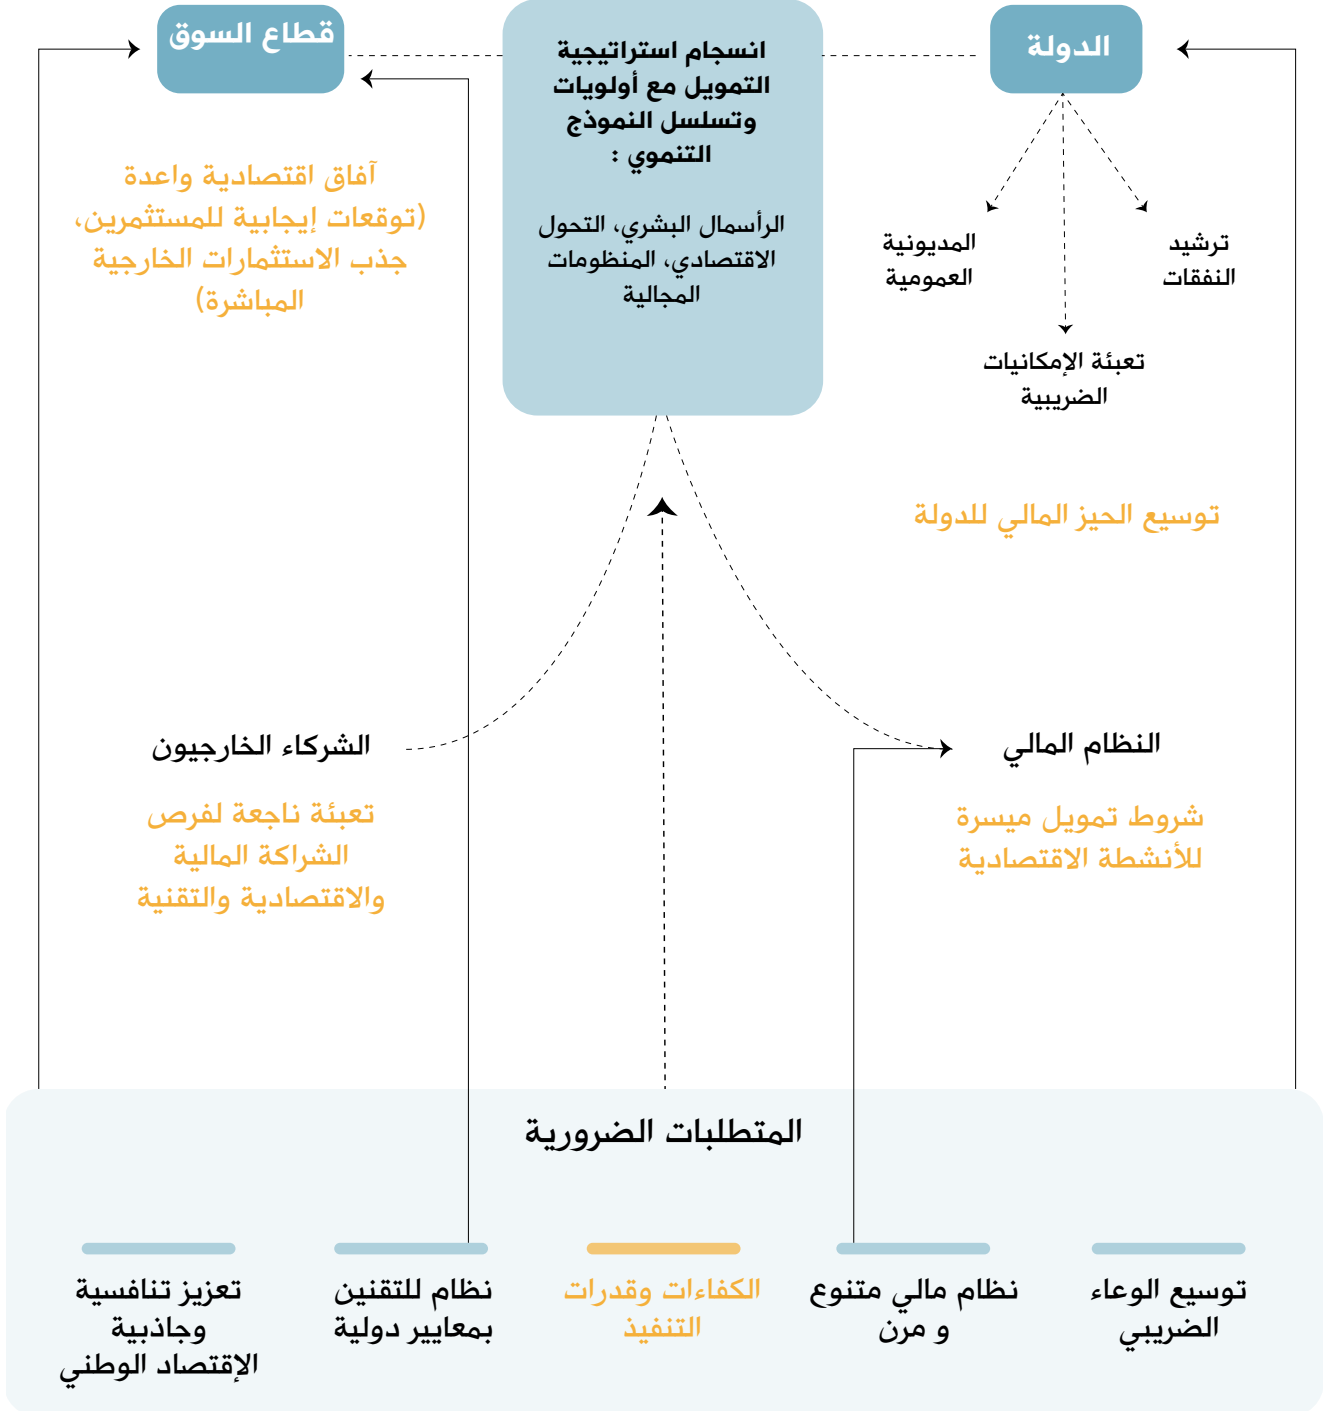 الدولة
انسجام استراتيجية
التمويل مع أولويات
وتسلسل النموذج
التنموي :
الرأسمال البشري، التحول
الاقتصادي، المنظومات
المجالية
قطاع السوق
ترشيد
النفقات
المديونية
العمومية
تعبئة الإمكانيات
الضريبية
توسيع الحيز المالي للدولة
آفاق اقتصادية واعدة
(توقعات إيجابية للمستثمرين،
جذب الاستثمارات الخارجية
المباشرة)
النظام المالي
شروط تمويل ميسرة
للأنشطة الاقتصادية
الشركاء الخارجيون
تعبئة ناجعة لفرص
الشراكة المالية
والاقتصادية والتقنية
المتطلبات الضرورية
توسيع الوعاء
الضريبي
نظام مالي متنوع
و مرن
الكفاءات وقدرات
التنفيذ
نظام للتقنين
بمعايير دولية
تعزيز تنافسية
وجاذبية
الإقتصاد الوطني